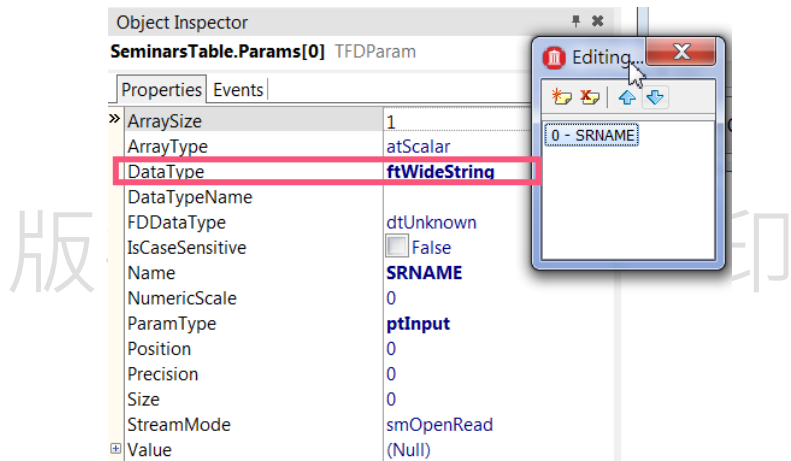 Object Inspector
SeminarsTable.Params[0] TFDParam
Properties Events
ArraySize 1
ArrayType atScalar
DataType ftWideString
DataTypeName
FDDataType dtUnknown
IsCaseSensitive False
Name SRNAME
NumericScale 0
ParamType ptInput
Position 0
Precision 0
Size 0
StreamMode smOpenRead
Value (Null)
Editing...
0 - SRNAME
版
印